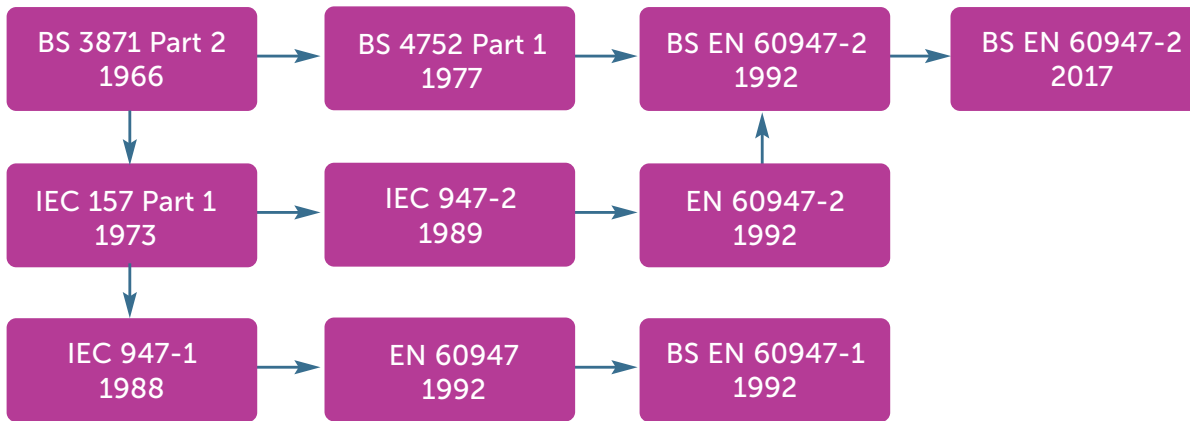 BS 3871 Part 2
1966
BS 4752 Part 1
1977
BS EN 60947-2
1992
BS EN 60947-2
2017
IEC 157 Part 1
1973
IEC 947-2
1989
EN 60947-2
1992
IEC 947-1
1988
EN 60947
1992
BS EN 60947-1
1992